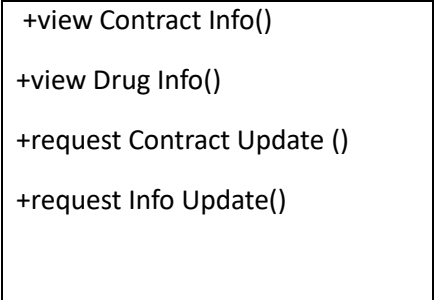 +view Contract Info()
+view Drug Info()
+request Contract Update ()
+request Info Update()